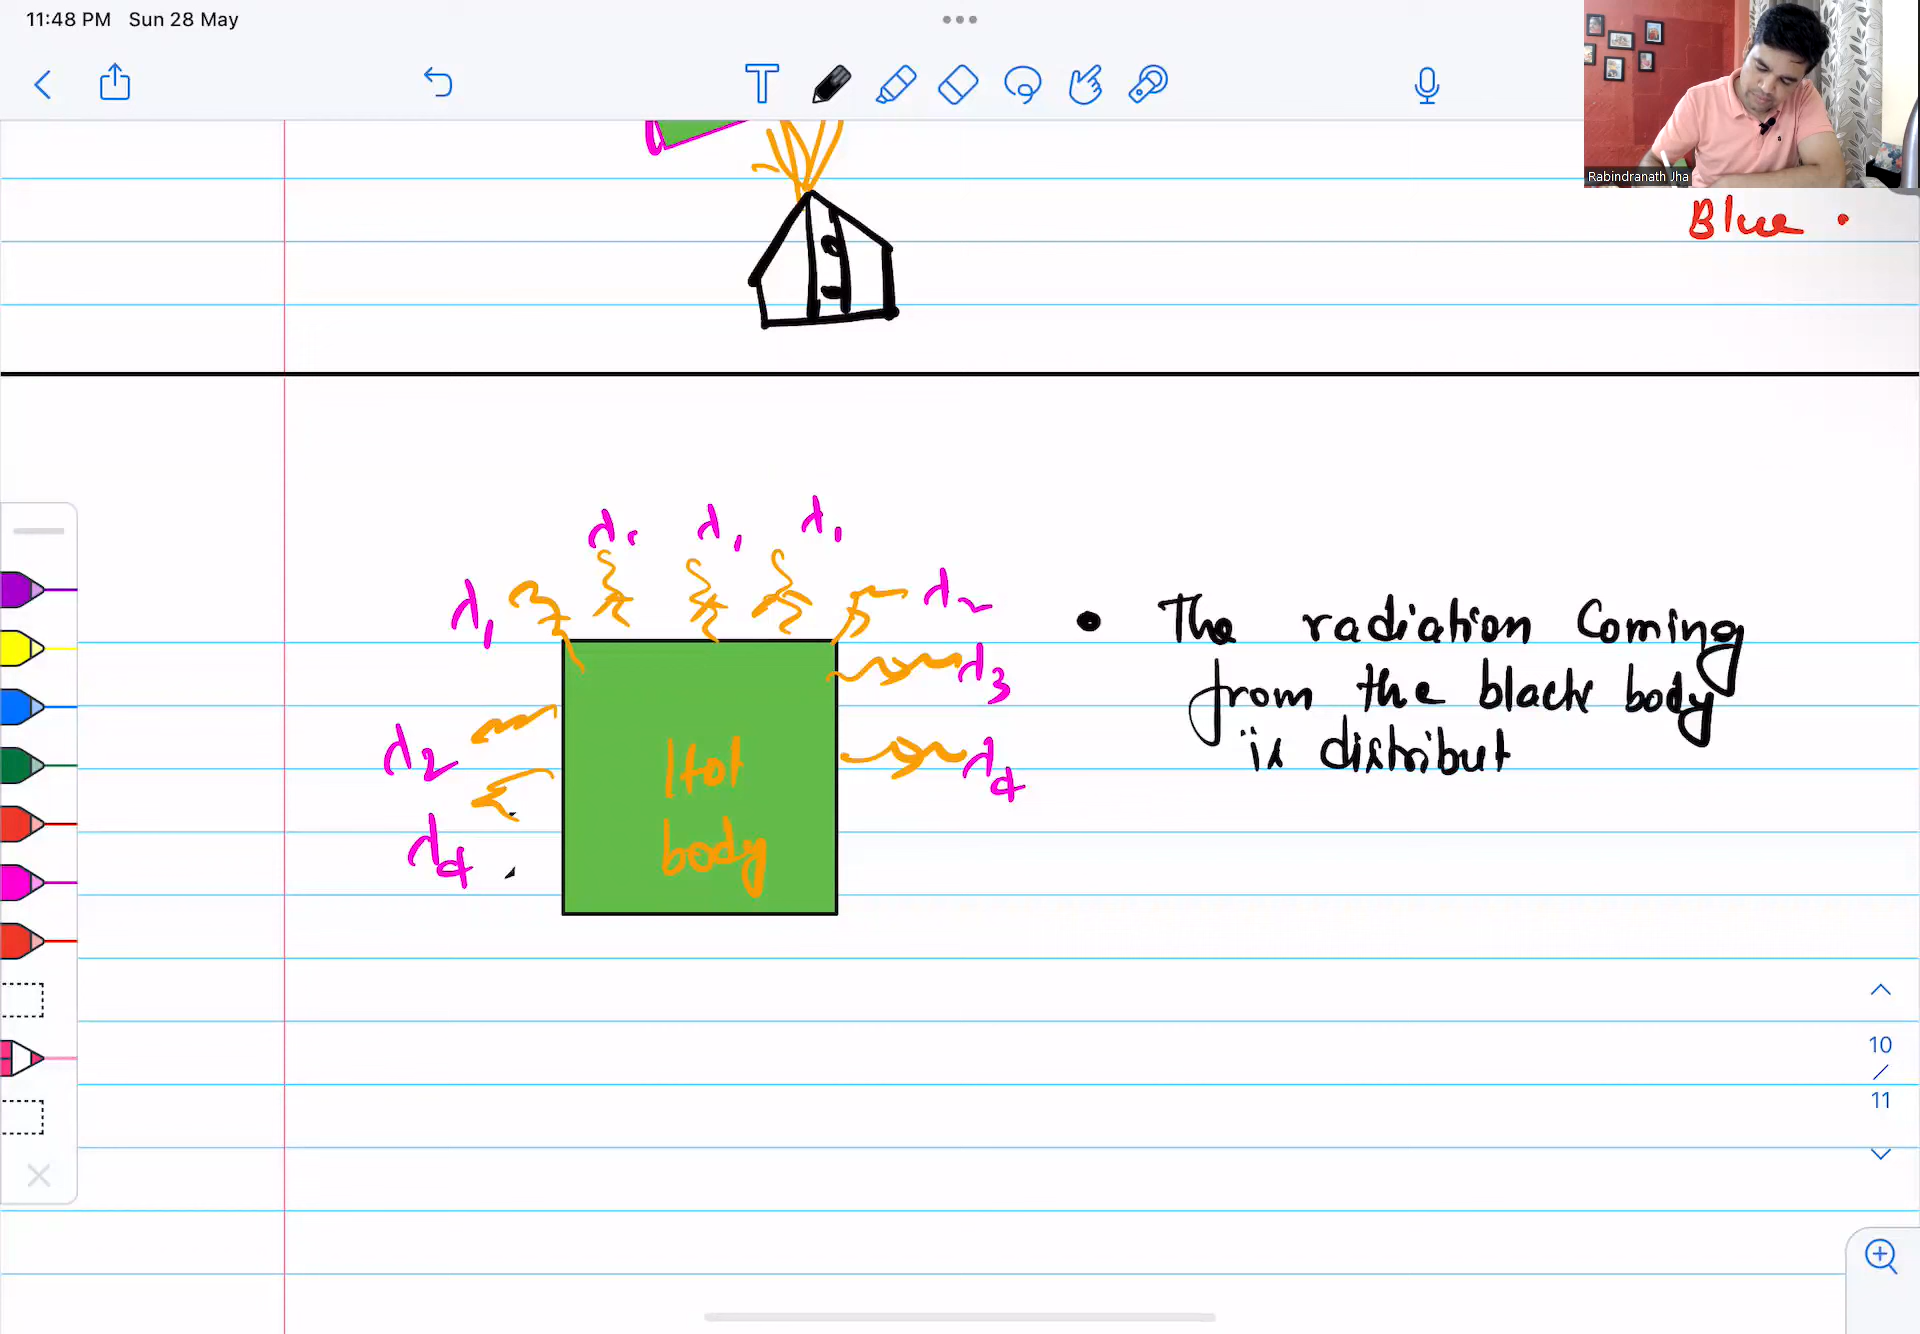 11:48 PM Sun 28 May
Rabindranath Jha
Blue
λ1 λ1 λ1
λ1 λ2
λ3
λ2 λ4
λ4
Hot
body
• The radiation Coming
from the black body
is distribut
10
/
11